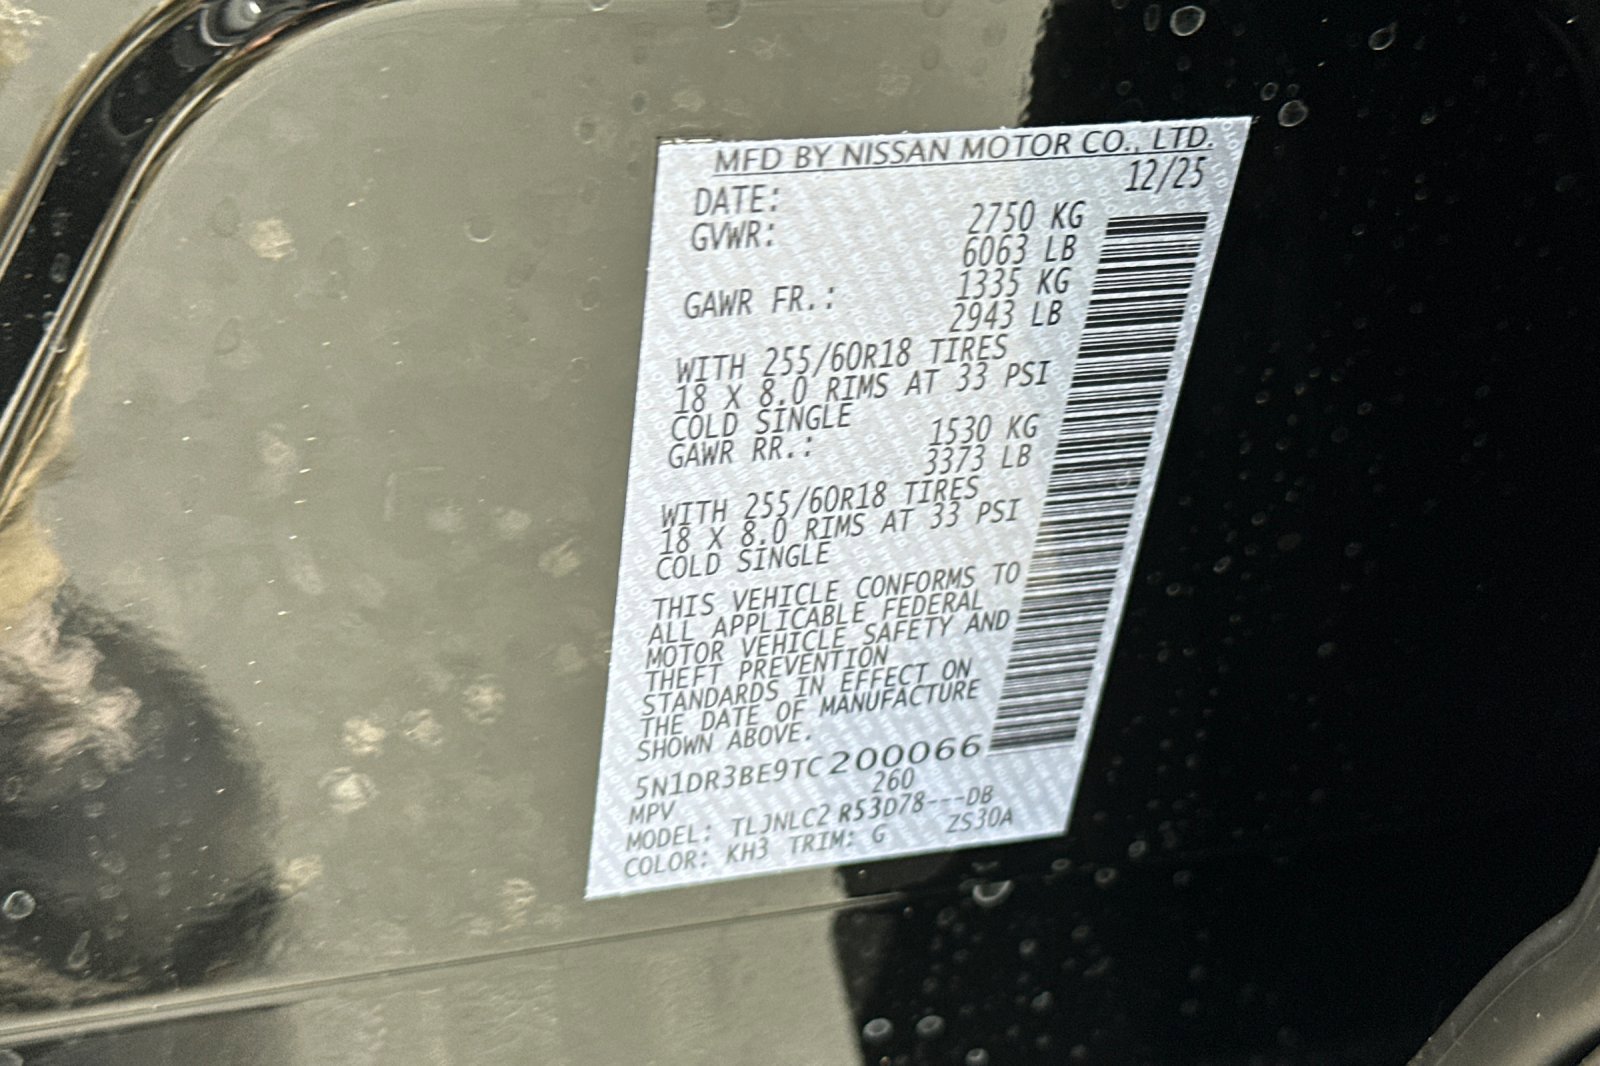 MFD BY NISSAN MOTOR CO., LTD.
DATE: 12/25
GVWR: 2750 KG
6063 LB
GAWR FR.: 1335 KG
2943 LB
WITH 255/60R18 TIRES
18 X 8.0 RIMS AT 33 PSI
COLD SINGLE
GAWR RR.: 1530 KG
3373 LB
WITH 255/60R18 TIRES
18 X 8.0 RIMS AT 33 PSI
COLD SINGLE
THIS VEHICLE CONFORMS TO
ALL APPLICABLE FEDERAL
MOTOR VEHICLE SAFETY AND
THEFT PREVENTION
STANDARDS IN EFFECT ON
THE DATE OF MANUFACTURE
SHOWN ABOVE.
5N1DR3BE9TC200066
MPV 260
MODEL: TLJNLC2 R53D78---DB
COLOR: KH3 TRIM: G ZS30A